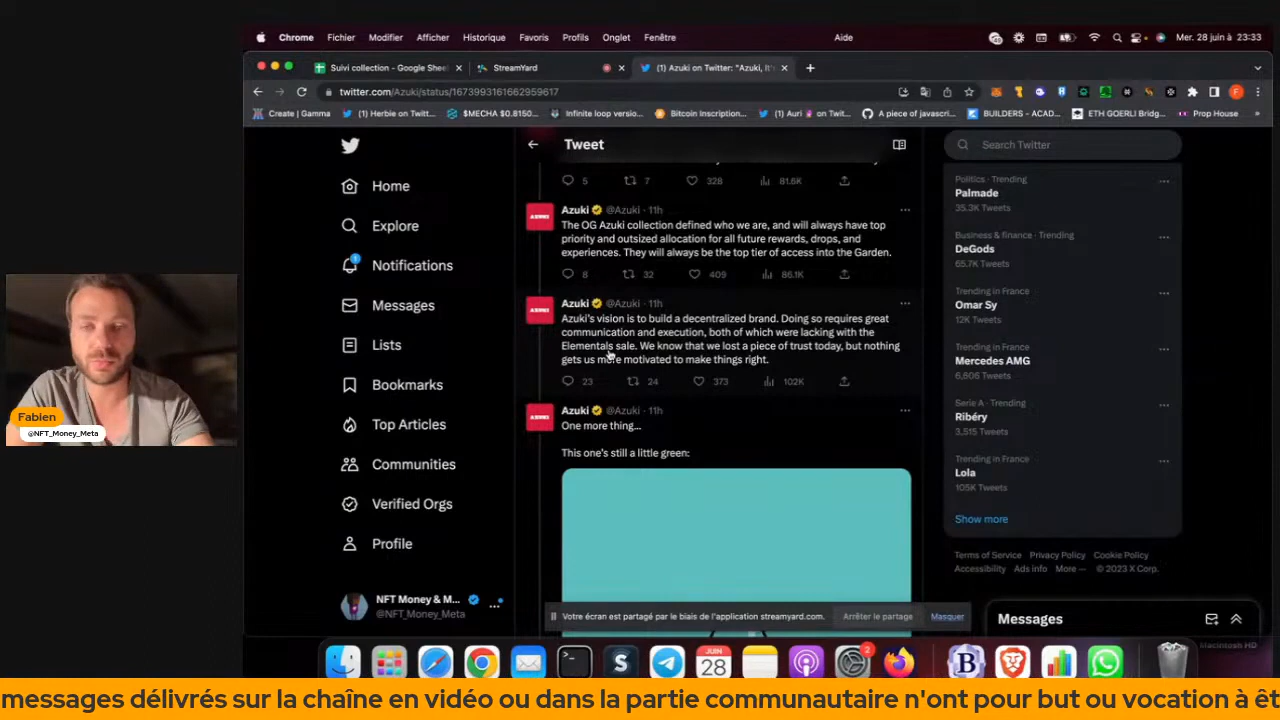 Chrome Fichier Modifier Afficher Historique Favoris Profils Onglet Fenêtre Aide Mer. 28 juin à 23:33
Suivi collection - Google Shee StreamYard (1) Azuki on Twitter: "Azuki, It'
twitter.com/Azuki/status/1673993161662959617
Create | Gamma (1) Herbie on Twitt... $MECHA $0.8150... Infinite loop versio... Bitcoin Inscription... (1) Auri on Twit... A piece of javascri... BUILDERS - ACAD... ETH GOERLI Bridg... Prop House
Tweet
Search Twitter
Home
Explore
Notifications
Messages
Lists
Bookmarks
Top Articles
Communities
Verified Orgs
Profile
NFT Money & M...
@NFT_Money_Meta
5 7 328 81.6K
Azuki @Azuki · 11h
The OG Azuki collection defined who we are, and will always have top
priority and outsized allocation for all future rewards, drops, and
experiences. They will always be the top tier of access into the Garden.
8 32 409 86.1K
Azuki @Azuki · 11h
Azuki's vision is to build a decentralized brand. Doing so requires great
communication and execution, both of which were lacking with the
Elementals sale. We know that we lost a piece of trust today, but nothing
gets us more motivated to make things right.
23 24 373 102K
Azuki @Azuki · 11h
One more thing...
This one's still a little green:
Politics · Trending
Palmade
35.3K Tweets
Business & finance · Trending
DeGods
65.7K Tweets
Trending in France
Omar Sy
12K Tweets
Trending in France
Mercedes AMG
6,606 Tweets
Serie A · Trending
Ribéry
3,515 Tweets
Trending in France
Lola
105K Tweets
Show more
Terms of Service Privacy Policy Cookie Policy
Accessibility Ads info More ··· © 2023 X Corp.
Votre écran est partagé par le biais de l'application streamyard.com. Arrêter le partage Masquer
Messages
Macintosh HD
JUIN
28
2
Fabien
@NFT_Money_Meta
messages délivrés sur la chaîne en vidéo ou dans la partie communautaire n'ont pour but ou vocation à êt